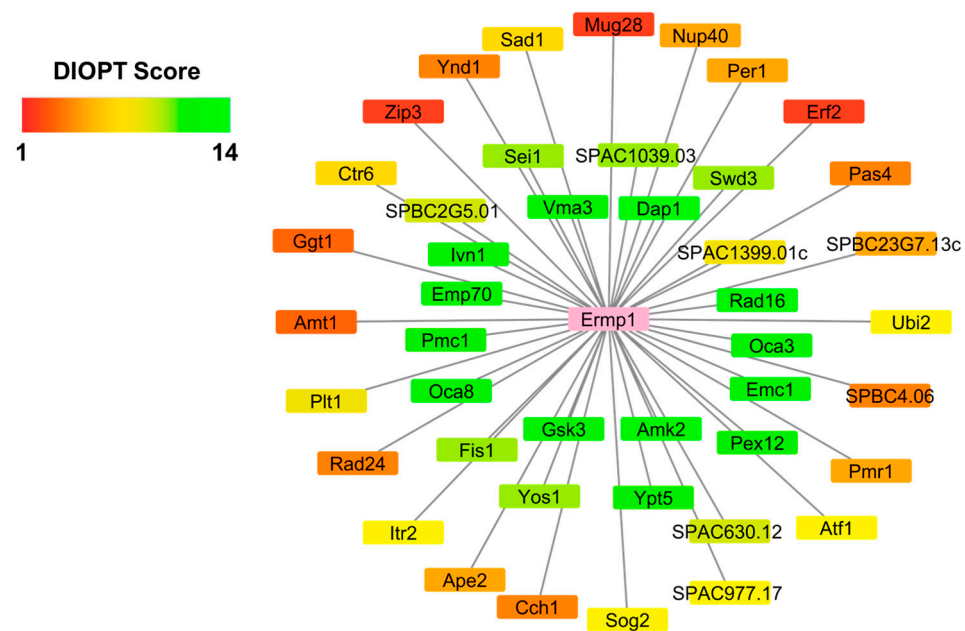 Mug28
Sad1
Nup40
DIOPT Score
Ynd1
Per1
Zip3
Erf2
1
14
Sei1
SPAC1039.03
Ctr6
Swd3
Pas4
SPBC2G5.01
Vma3
Dap1
Ggt1
Ivn1
SPAC1399.01c
SPBC23G7.13c
Emp70
Rad16
Amt1
Ermp1
Ubi2
Pmc1
Oca3
Plt1
Oca8
Emc1
SPBC4.06
Gsk3
Amk2
Rad24
Fis1
Pex12
Pmr1
Yos1
Ypt5
Itr2
SPAC630.12
Atf1
Ape2
SPAC977.17
Cch1
Sog2